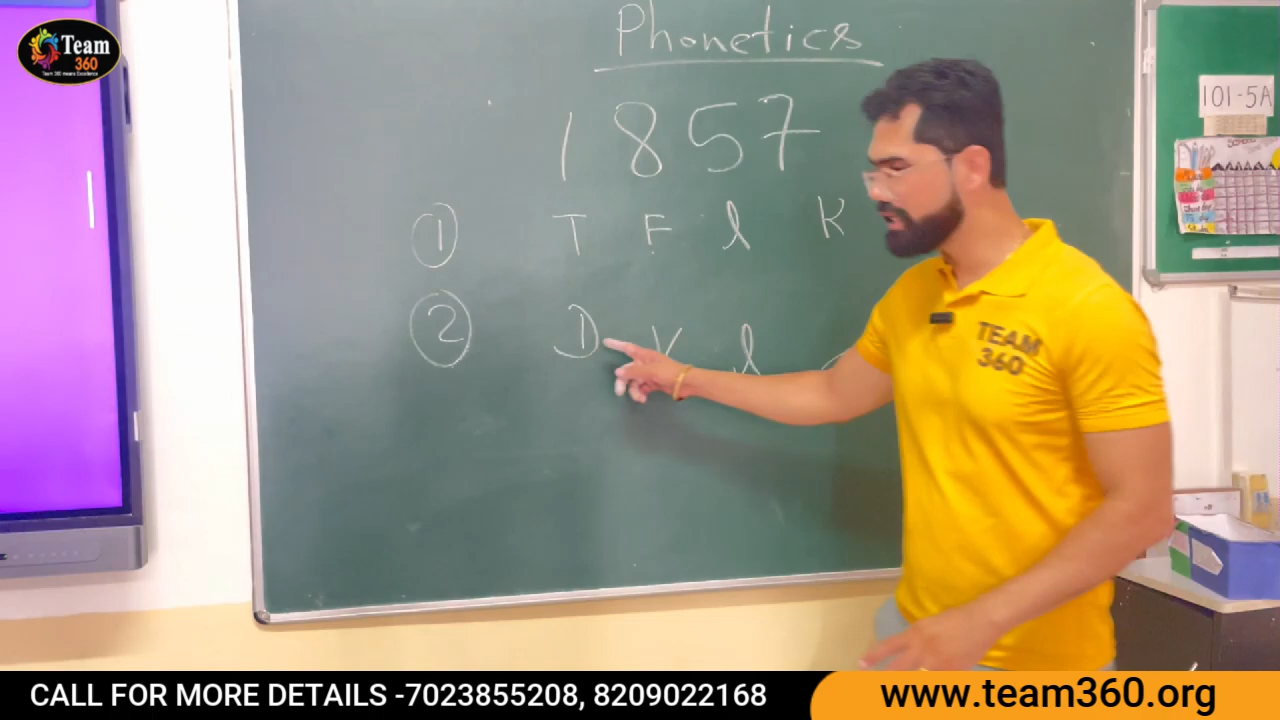 Team
360
Team 360 means Excellence
Phonetics
1857
① T F l K
② D V l
101-5A
TEAM
360
CALL FOR MORE DETAILS -7023855208, 8209022168
www.team360.org